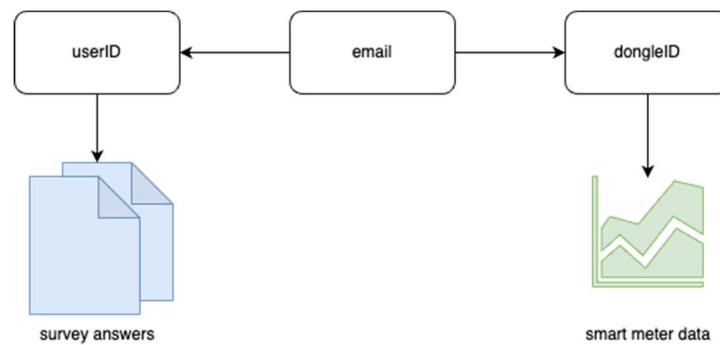 userID
email
dongleID
survey answers
smart meter data